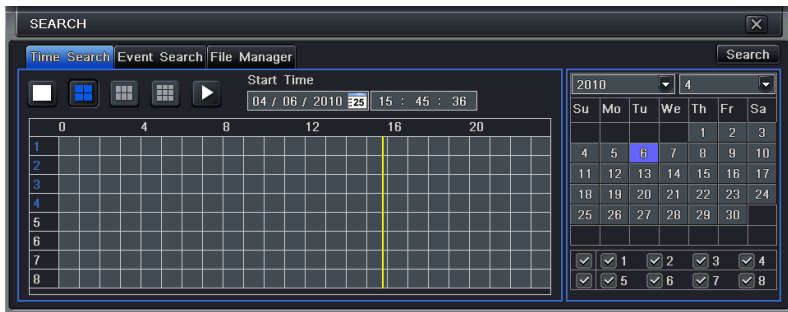 SEARCH
Time Search Event Search File Manager Search
Start Time
04 / 06 / 2010 25 15 : 45 : 36
0 4 8 12 16 20
1
2
3
4
5
6
7
8
2010 4
Su Mo Tu We Th Fr Sa
1 2 3
4 5 6 7 8 9 10
11 12 13 14 15 16 17
18 19 20 21 22 23 24
25 26 27 28 29 30
1 2 3 4
5 6 7 8